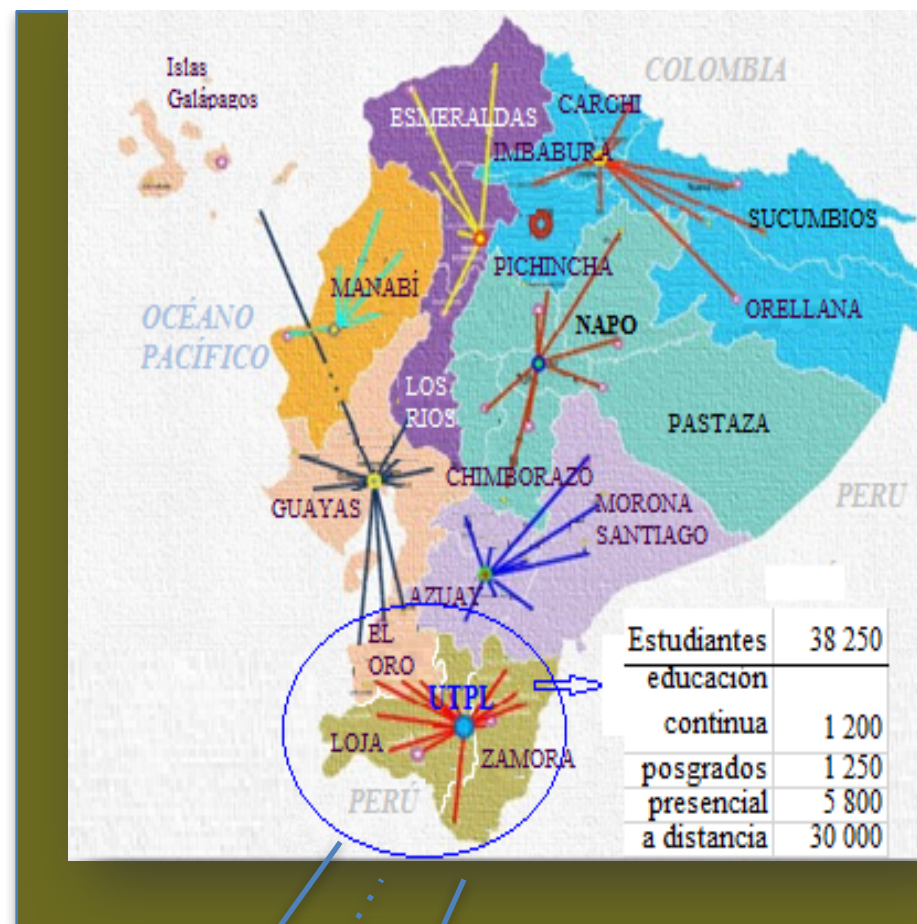 Islas
Galápagos
COLOMBIA
CARCHI
ESMERALDAS
IMBABURA
SUCUMBIOS
PICHINCHA
MANABÍ
ORELLANA
OCÉANO
PACÍFICO
NAPO
LOS
RIOS
PASTAZA
CHIMBORAZO
PERU
GUAYAS
MORONA
SANTIAGO
AZUAY
EL
ORO
UTPL
LOJA
ZAMORA
PERÚ
Estudiantes 38 250
educación
continua 1 200
posgrados 1 250
presencial 5 800
a distancia 30 000